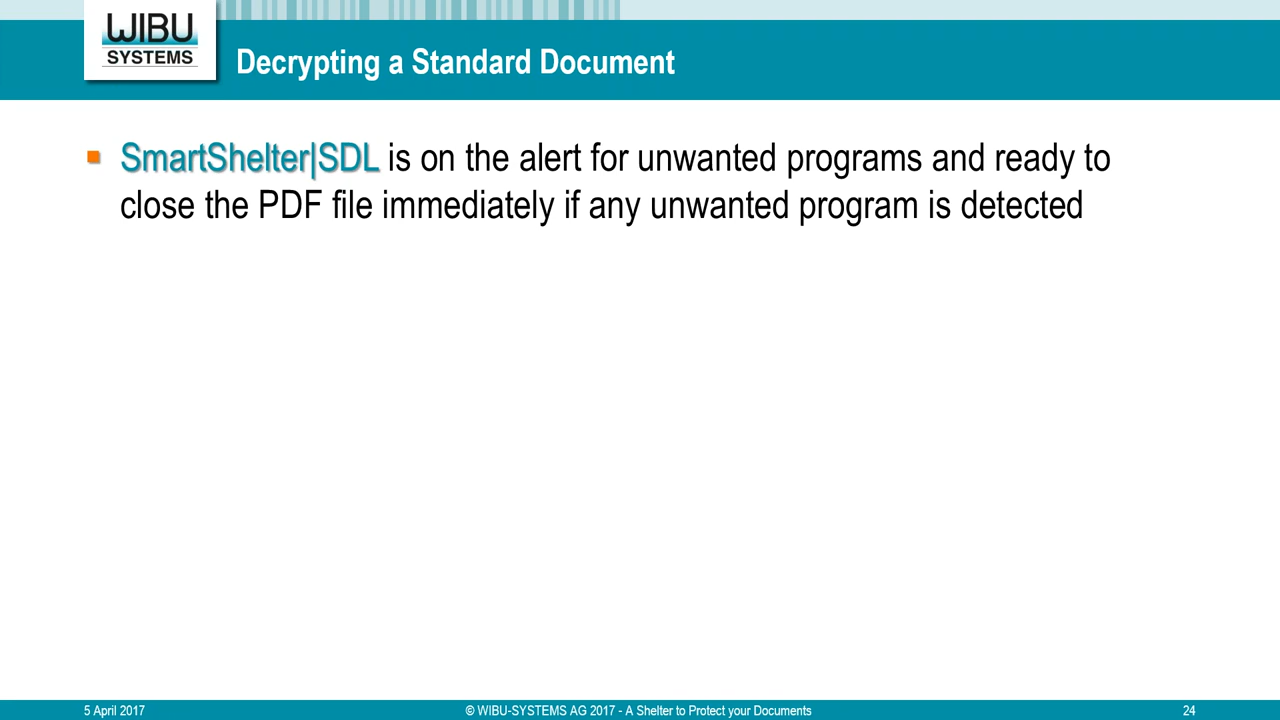 WIBU
SYSTEMS
Decrypting a Standard Document
SmartShelter|SDL is on the alert for unwanted programs and ready to
close the PDF file immediately if any unwanted program is detected
5 April 2017
© WIBU-SYSTEMS AG 2017 - A Shelter to Protect your Documents
24